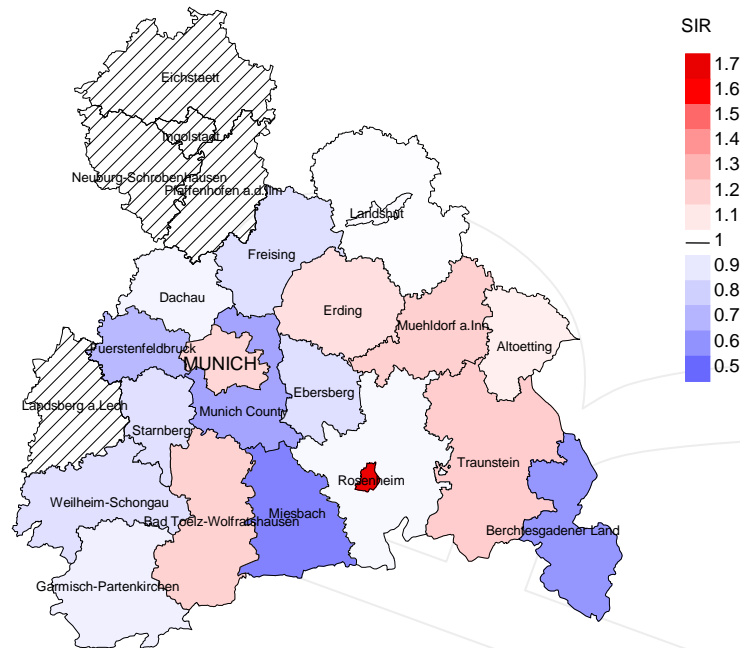 SIR
1.7
1.6
1.5
1.4
1.3
1.2
1.1
1
0.9
0.8
0.7
0.6
0.5
Eichstaett
Ingolstadt
Neuburg-Schrobenhausen
Pfaffenhofen a.d.Ilm
Landshut
Freising
Dachau
Erding
Muehldorf a.Inn
Altoetting
Fuerstenfeldbruck
MUNICH
Ebersberg
Landsberg a.Lech
Munich County
Starnberg
Traunstein
Rosenheim
Weilheim-Schongau
Miesbach
Bad Toelz-Wolfratshausen
Berchtesgadener Land
Garmisch-Partenkirchen